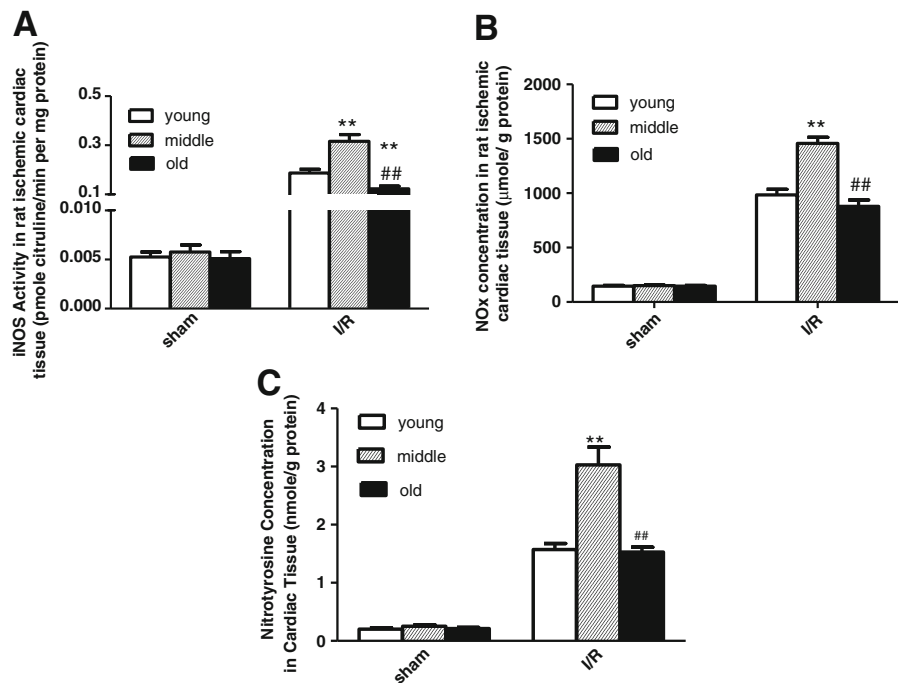 A
iNOS Activity in rat ischemic cardiac
tissue (pmole citruline/min per mg protein)
0.5
0.3
0.1
0.010
0.005
0.000
young
middle
old
**
**
##
sham
I/R
B
NOx concentration in rat ischemic
cardiac tissue (μmole/ g protein)
2000
1500
1000
500
0
young
middle
old
**
##
sham
I/R
C
Nitrotyrosine Concentration
in Cardiac Tissue (nmole/g protein)
4
3
2
1
0
young
middle
old
**
##
sham
I/R